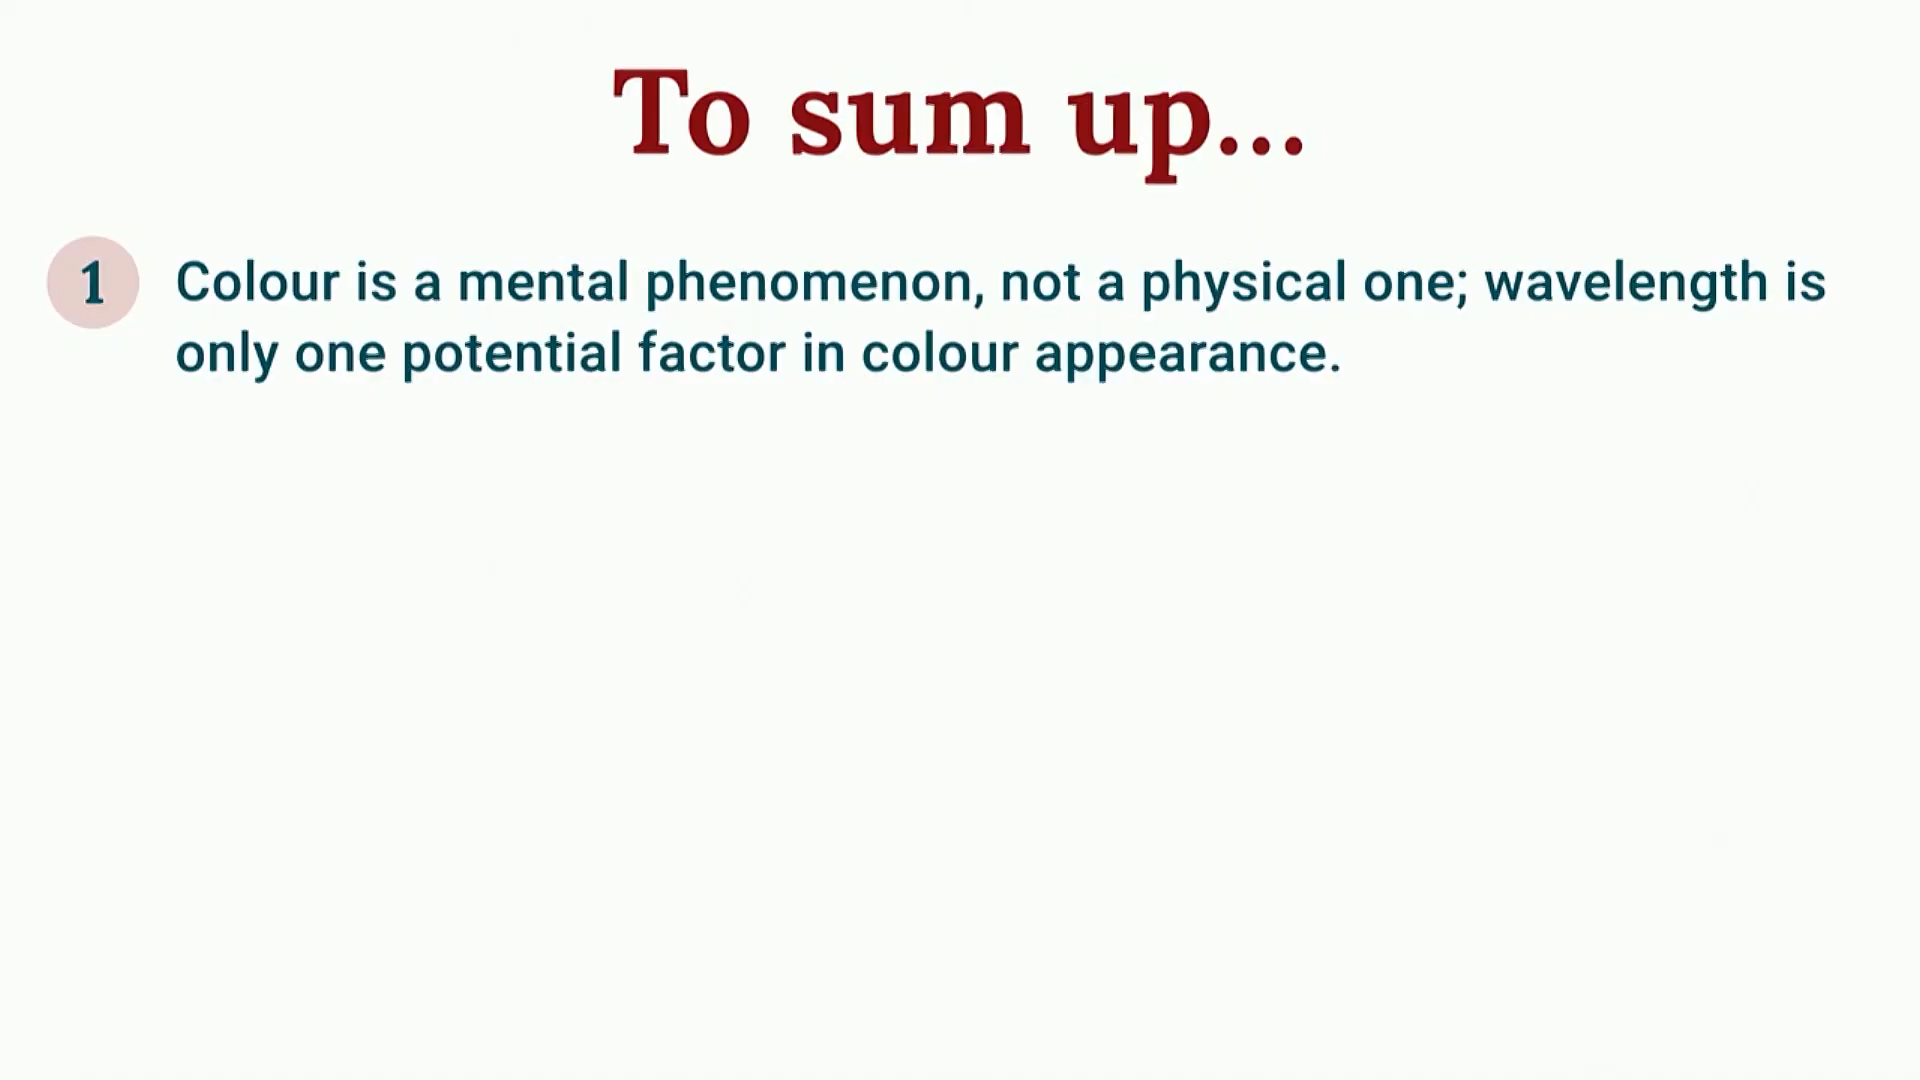 To sum up...
1 Colour is a mental phenomenon, not a physical one; wavelength is
only one potential factor in colour appearance.